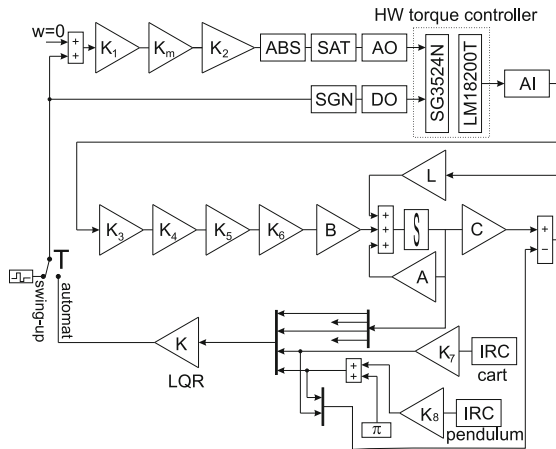 HW torque controller
w=0
+
+
K1
Km
K2
ABS
SAT
AO
SG3524N
LM18200T
AI
SGN
DO
L
K3
K4
K5
K6
B
+
+
+
∫
C
+
−
A
T
swing-up
automat
K
LQR
K7
IRC
cart
+
+
π
K8
IRC
pendulum